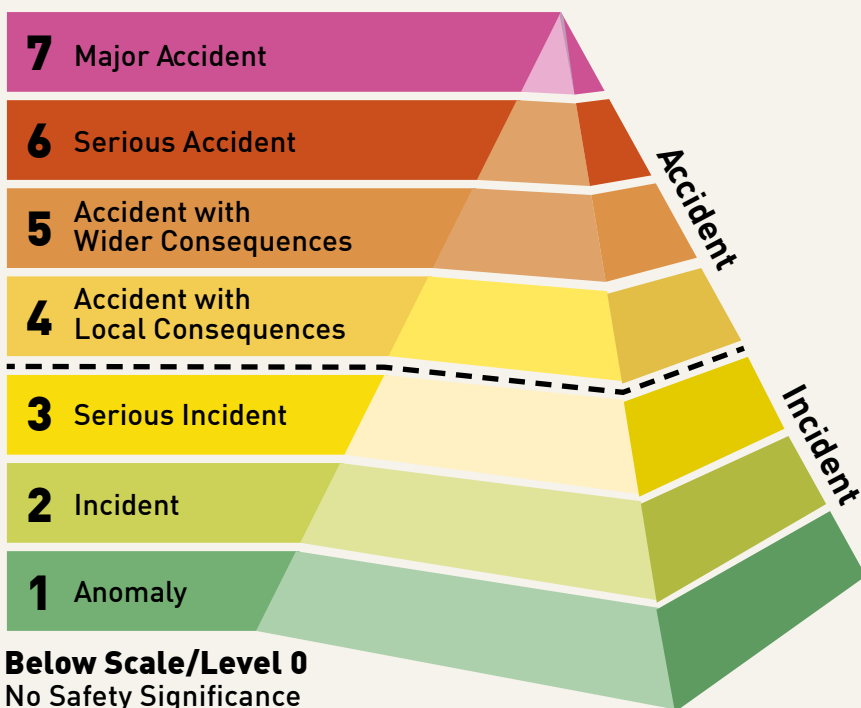 7 Major Accident
6 Serious Accident
5 Accident with
Wider Consequences
4 Accident with
Local Consequences
3 Serious Incident
2 Incident
1 Anomaly
Below Scale/Level 0
No Safety Significance
Accident
Incident